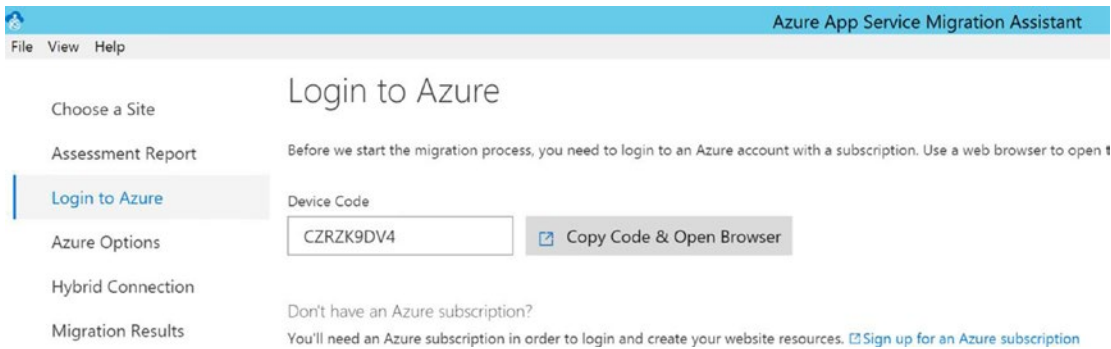 Azure App Service Migration Assistant
File View Help
Choose a Site
Assessment Report
Login to Azure
Azure Options
Hybrid Connection
Migration Results
Login to Azure
Before we start the migration process, you need to login to an Azure account with a subscription. Use a web browser to open
Device Code
CZRZK9DV4
Copy Code & Open Browser
Don't have an Azure subscription?
You'll need an Azure subscription in order to login and create your website resources. Sign up for an Azure subscription